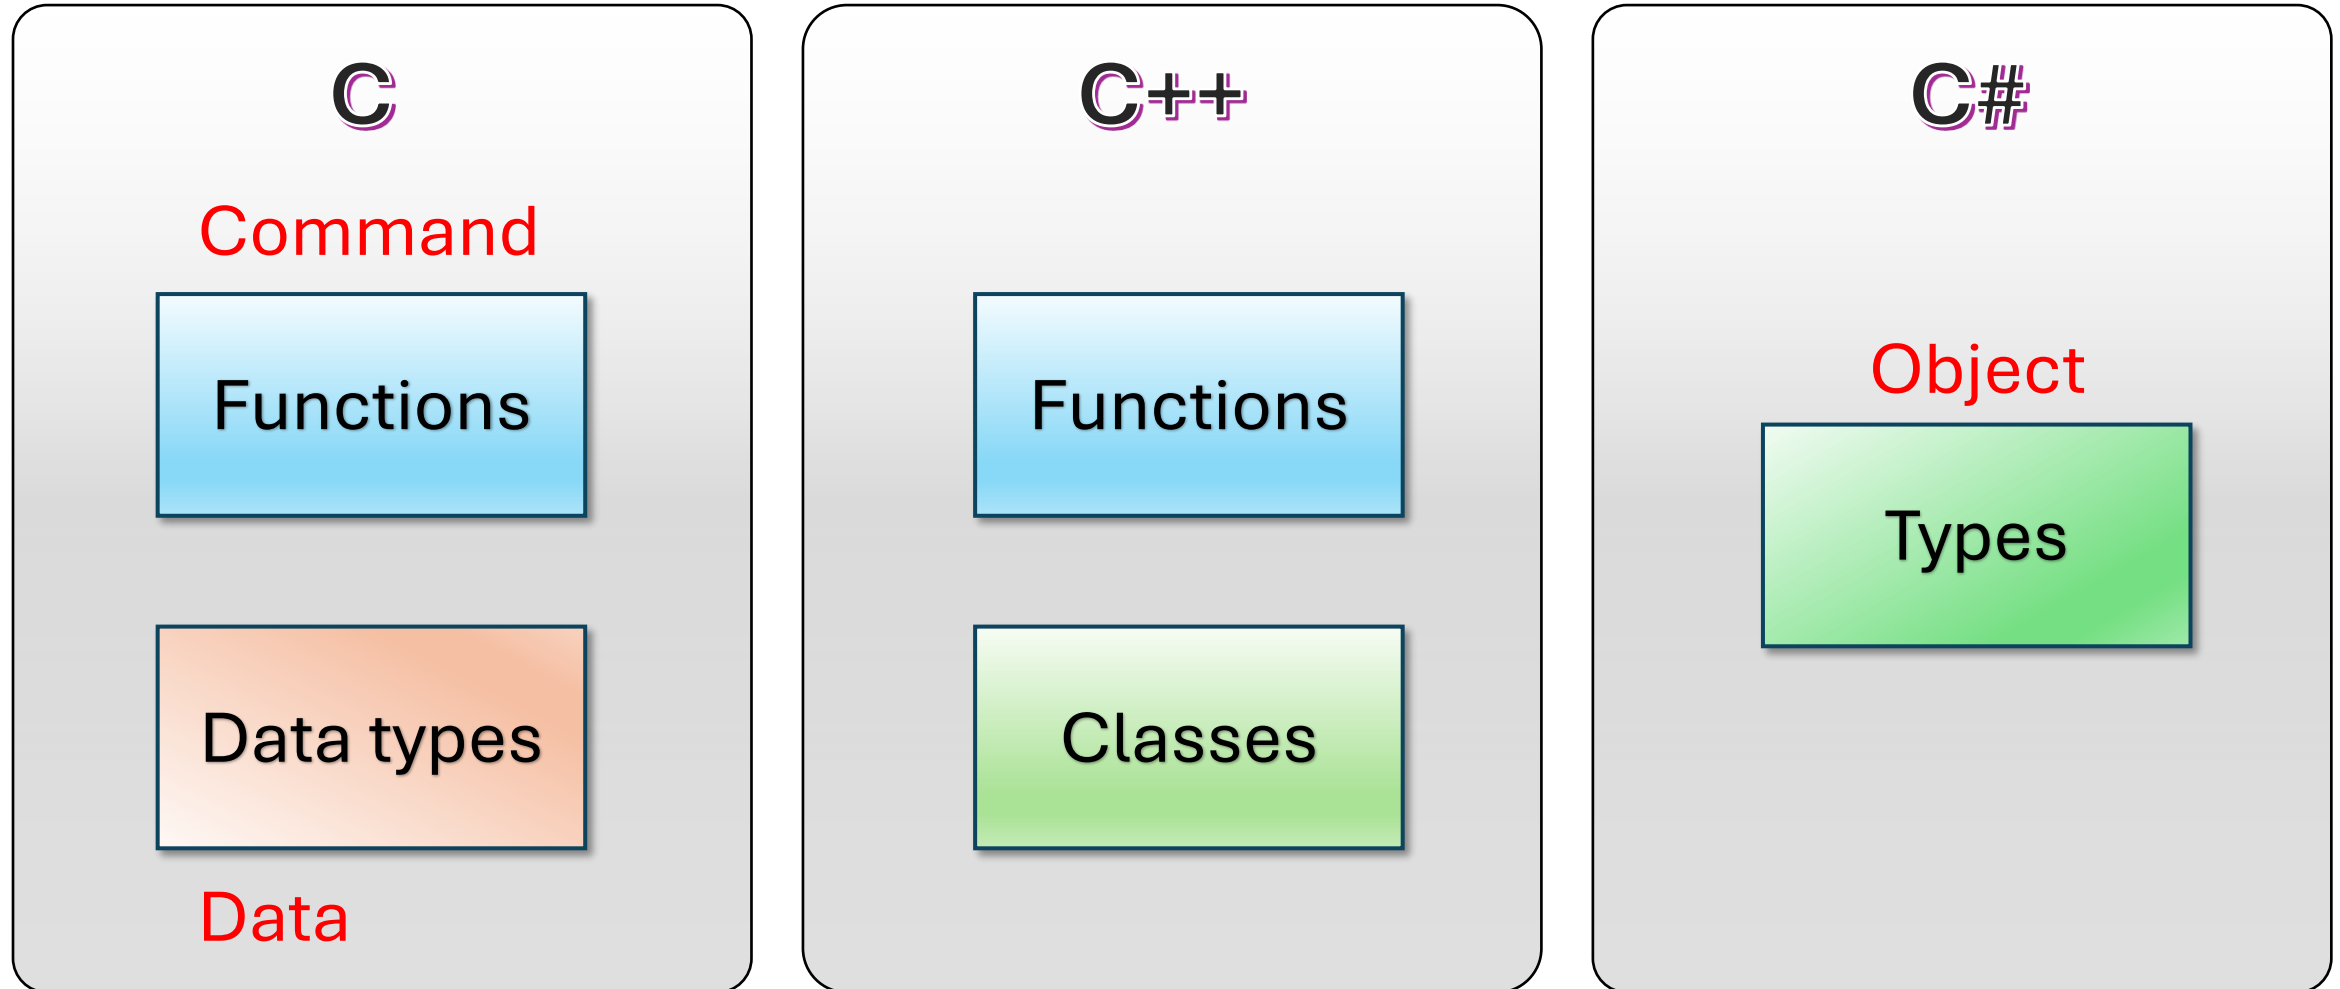 C
Command
Functions
Data types
Data
C++
Functions
Classes
C#
Object
Types